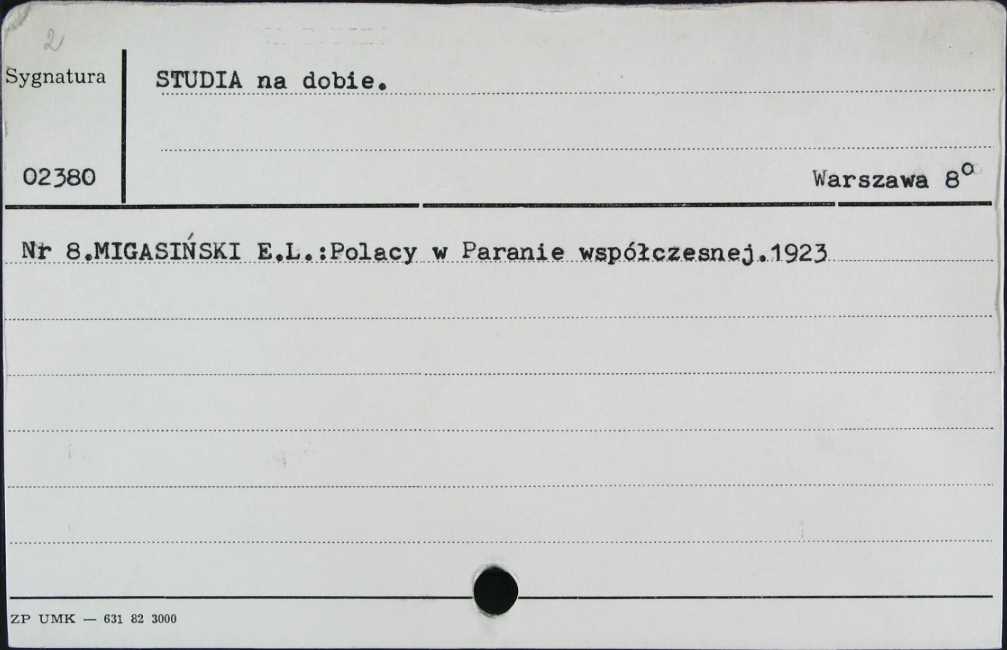 2
Sygnatura
STUDIA na dobie.
02380
Warszawa 8º
Nr 8.MIGASIŃSKI E.L.:Polacy w Paranie współczesnej.1923
ZP UMK — 631 82 3000